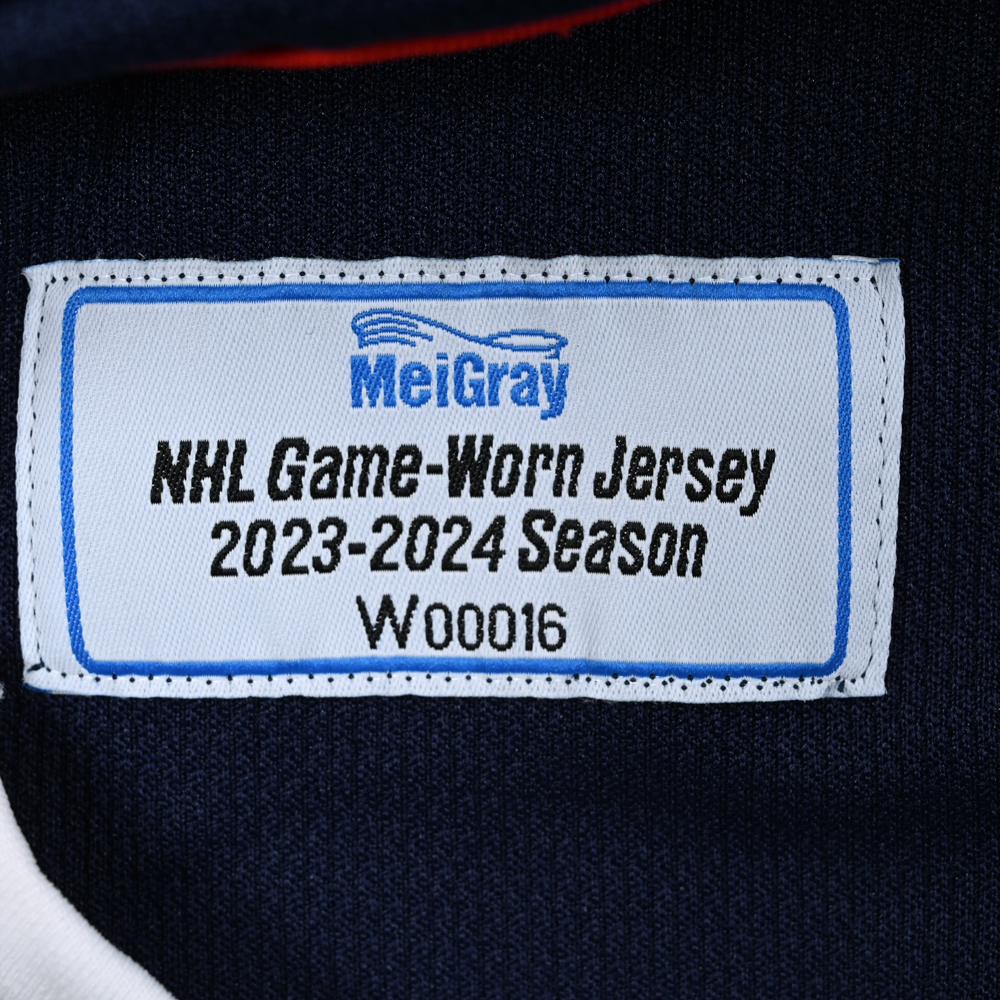 MeiGray
NHL Game-Worn Jersey
2023-2024 Season
W00016